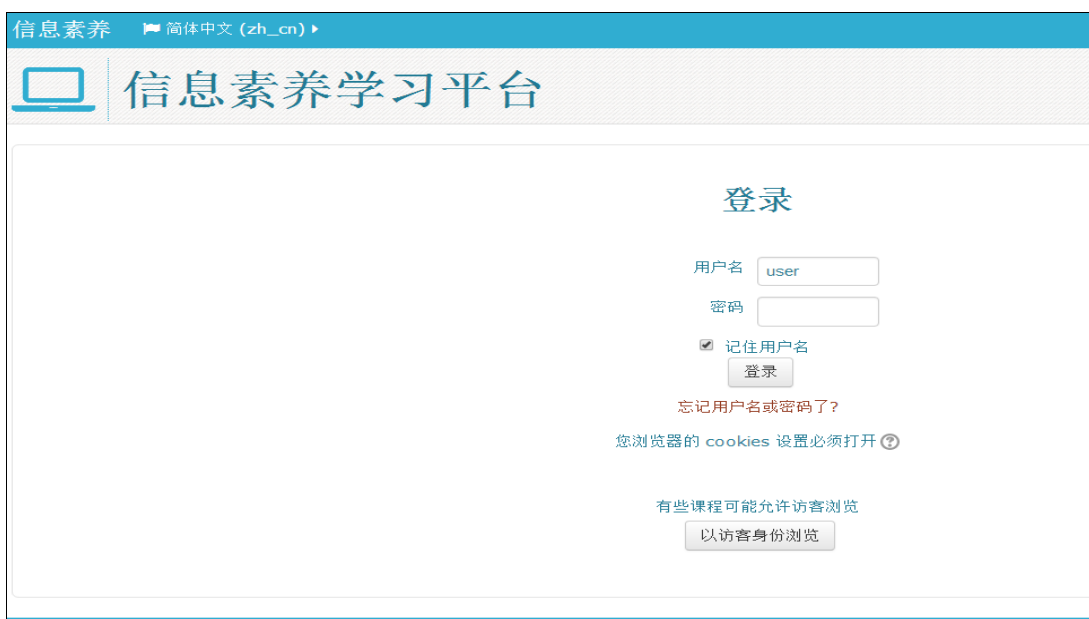 信息素养 简体中文 (zh_cn)
信息素养学习平台
登录
用户名 user
密码
记住用户名
登录
忘记用户名或密码了?
您浏览器的 cookies 设置必须打开
有些课程可能允许访客浏览
以访客身份浏览